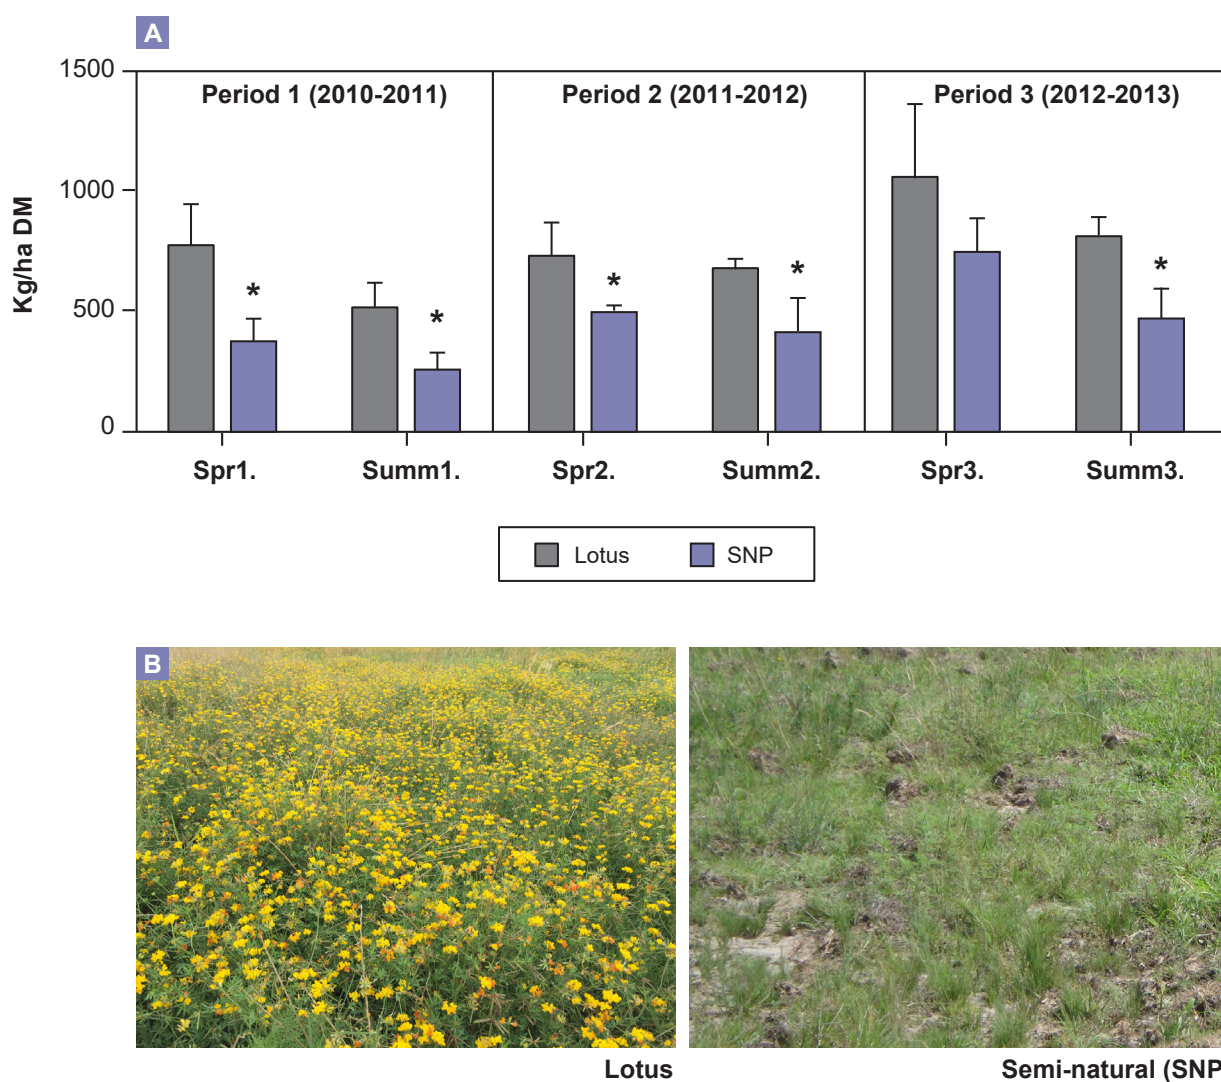 A
1500
Period 1 (2010-2011) Period 2 (2011-2012) Period 3 (2012-2013)
1000
Kg/ha DM
500
0
* * * * *
Spr1. Summ1. Spr2. Summ2. Spr3. Summ3.
Lotus SNP
B
Lotus Semi-natural (SNP